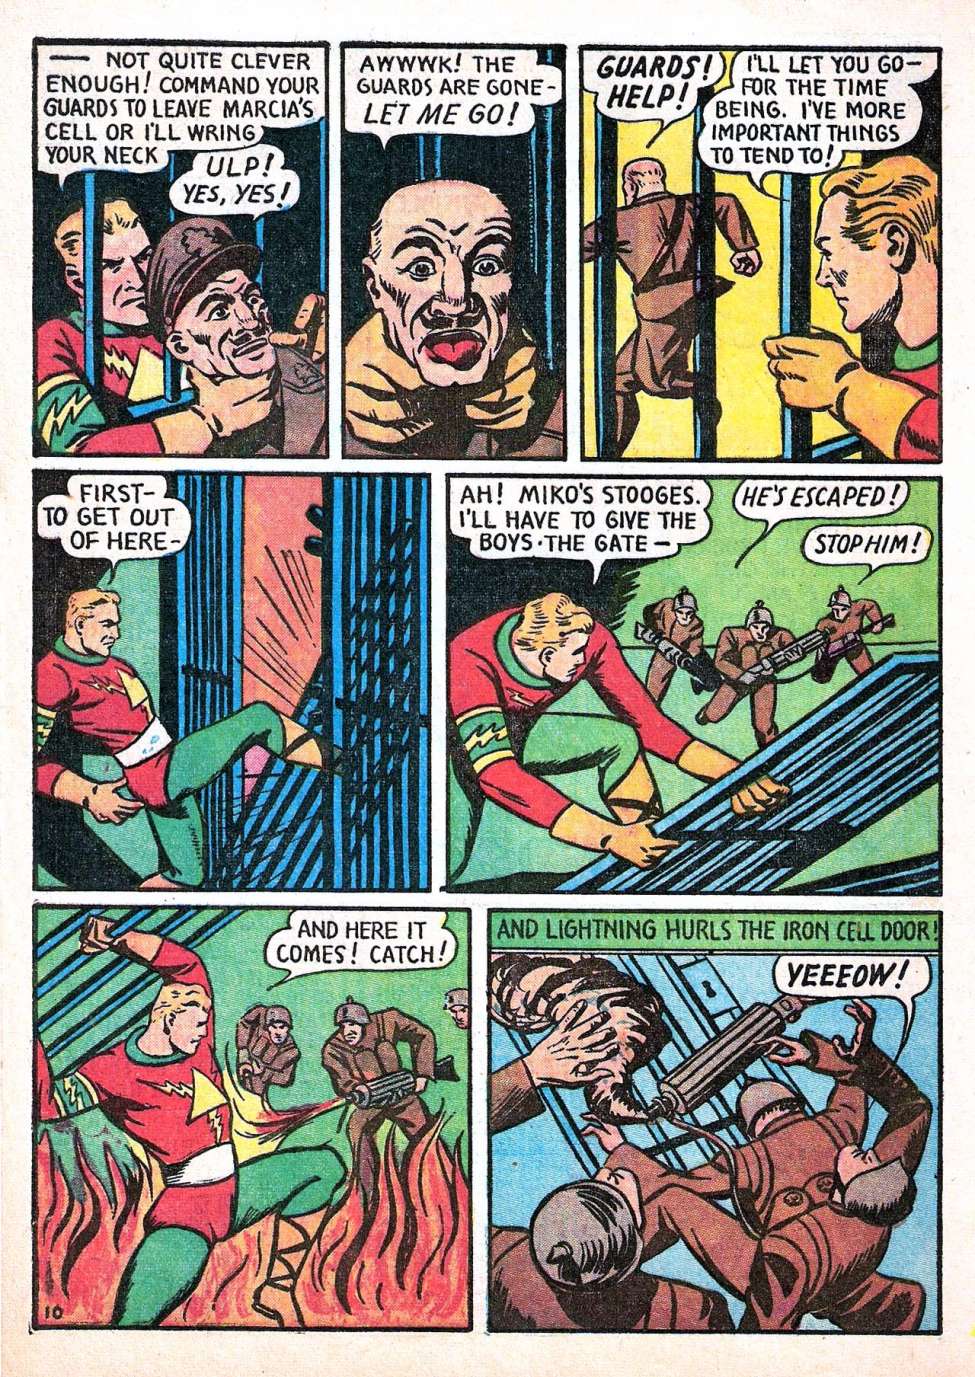 — NOT QUITE CLEVER
ENOUGH! COMMAND YOUR
GUARDS TO LEAVE MARCIA'S
CELL OR I'LL WRING
YOUR NECK
ULP!
YES, YES!
AWWWK! THE
GUARDS ARE GONE-
LET ME GO!
GUARDS!
HELP!
I'LL LET YOU GO—
FOR THE TIME
BEING. I'VE MORE
IMPORTANT THINGS
TO TEND TO!
FIRST-
TO GET OUT
OF HERE-
AH! MIKO'S STOOGES.
I'LL HAVE TO GIVE THE
BOYS·THE GATE—
HE'S ESCAPED!
STOP HIM!
AND HERE IT
COMES! CATCH!
10
AND LIGHTNING HURLS THE IRON CELL DOOR!
YEEEOW!